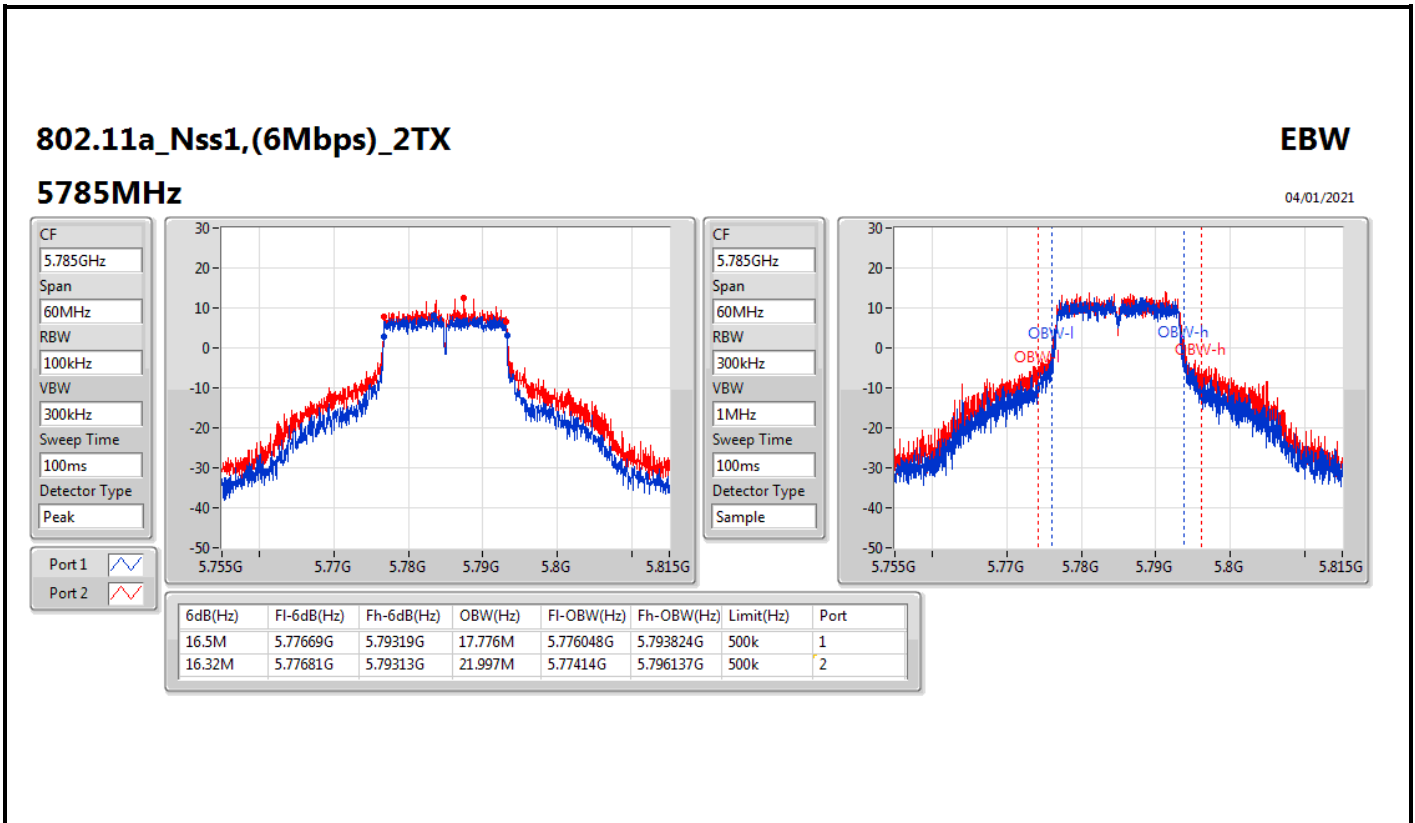 802.11a_Nss1,(6Mbps)_2TX
EBW
5785MHz
04/01/2021
CF
5.785GHz
Span
60MHz
RBW
100kHz
VBW
300kHz
Sweep Time
100ms
Detector Type
Peak
Port 1
Port 2
30
20
10
0
-10
-20
-30
-40
-50
5.755G 5.77G 5.78G 5.79G 5.8G 5.815G
CF
5.785GHz
Span
60MHz
RBW
300kHz
VBW
1MHz
Sweep Time
100ms
Detector Type
Sample
30
20
10
0
-10
-20
-30
-40
-50
OBW-l OBW-h
OBW-l OBW-h
5.755G 5.77G 5.78G 5.79G 5.8G 5.815G
6dB(Hz) Fl-6dB(Hz) Fh-6dB(Hz) OBW(Hz) Fl-OBW(Hz) Fh-OBW(Hz) Limit(Hz) Port
16.5M 5.77669G 5.79319G 17.776M 5.776048G 5.793824G 500k 1
16.32M 5.77681G 5.79313G 21.997M 5.77414G 5.796137G 500k 2